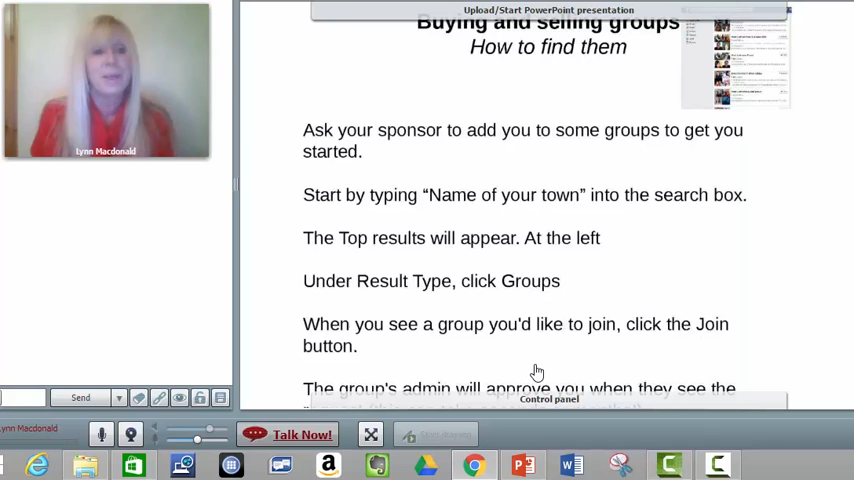 Upload/Start PowerPoint presentation
Buying and selling groups
How to find them
Lynn Macdonald
Ask your sponsor to add you to some groups to get you
started.
Start by typing “Name of your town” into the search box.
The Top results will appear. At the left
Under Result Type, click Groups
When you see a group you'd like to join, click the Join
button.
The group's admin will approve you when they see the
Control panel
Send
Lynn Macdonald
Talk Now!